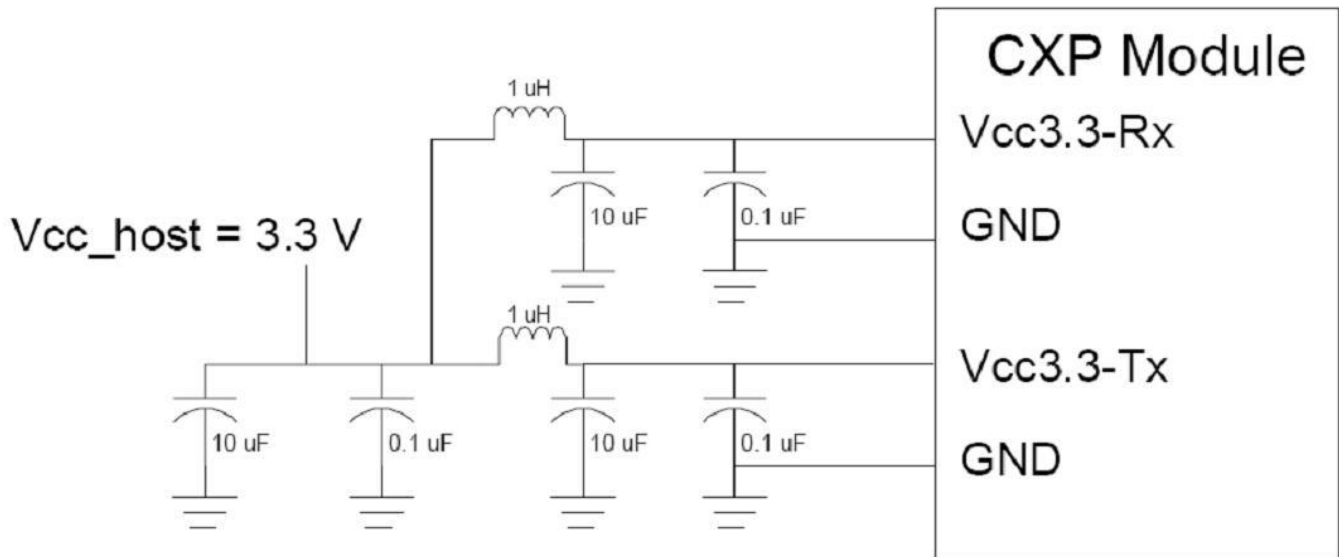 CXP Module
1 uH
Vcc3.3-Rx
10 uF
0.1 uF
GND
Vcc_host = 3.3 V
1 uH
Vcc3.3-Tx
10 uF
0.1 uF
10 uF
0.1 uF
GND